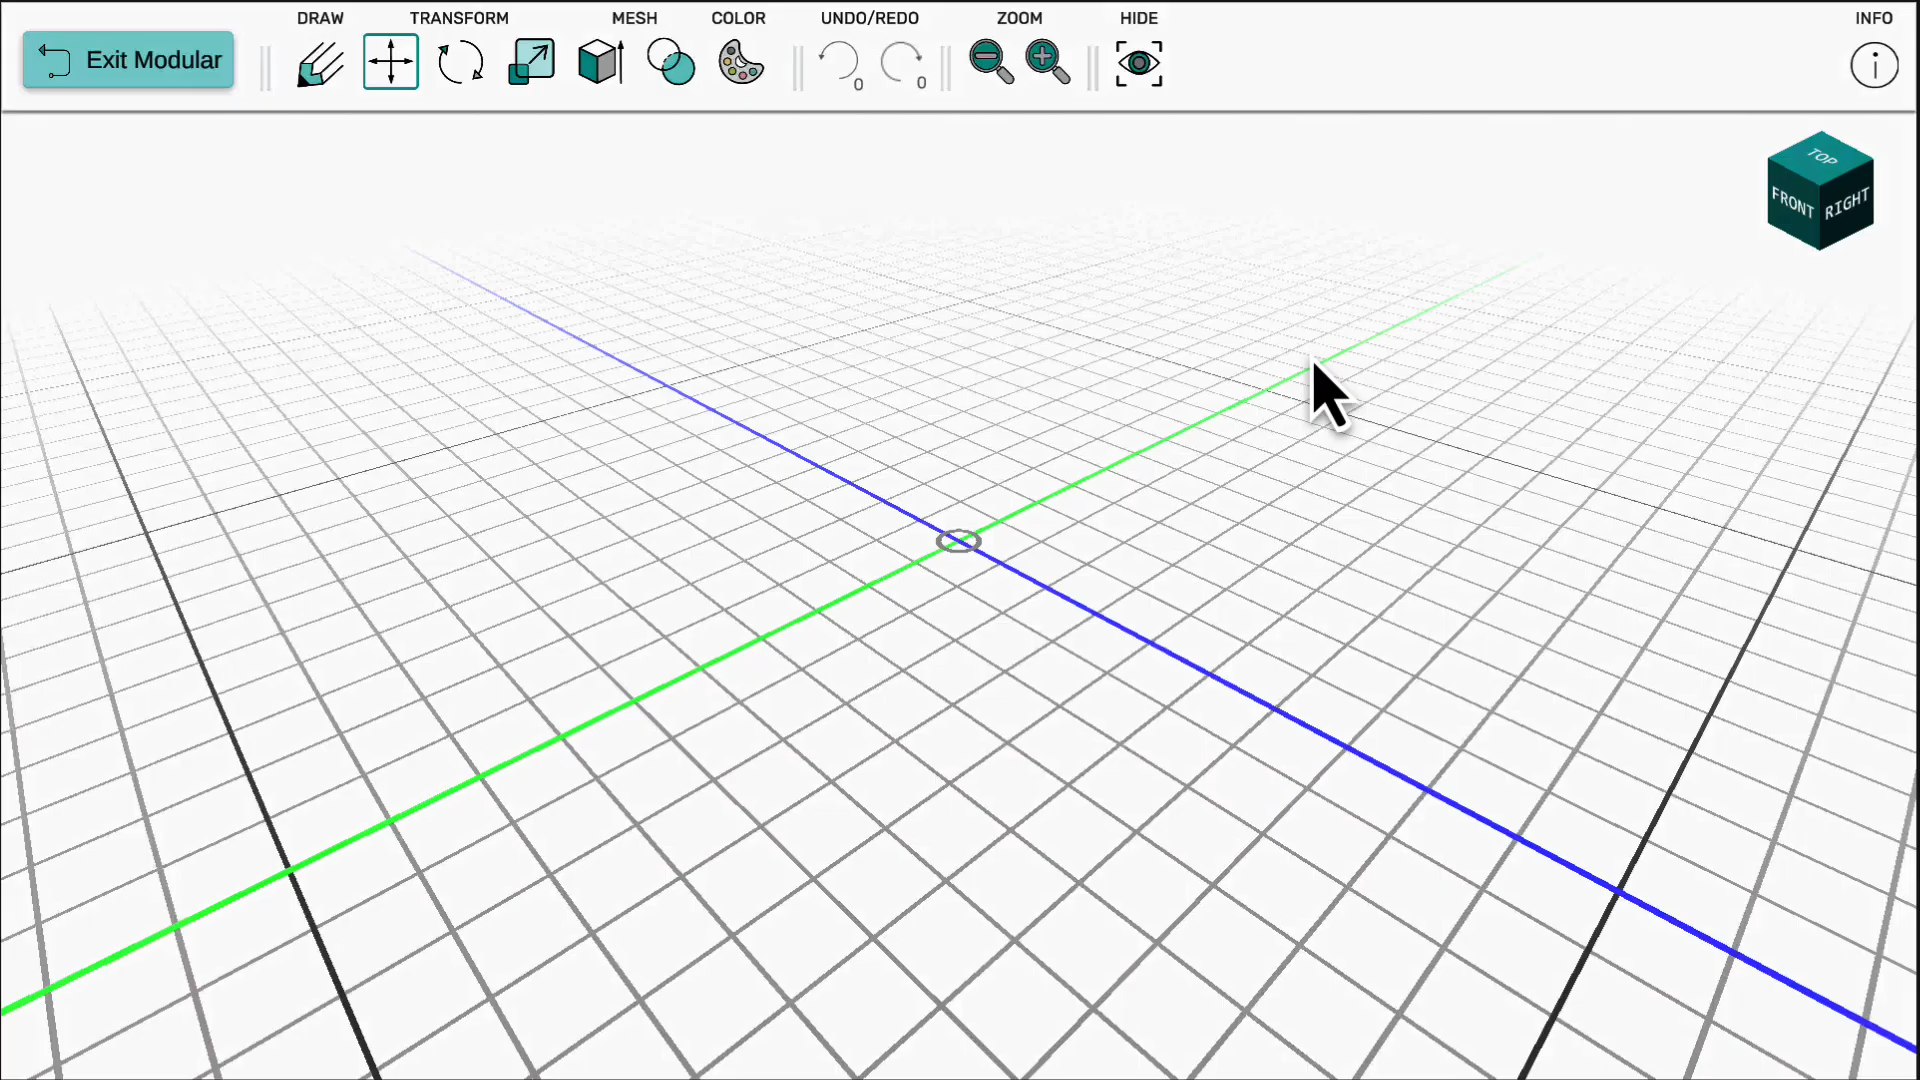 DRAW TRANSFORM MESH COLOR UNDO/REDO ZOOM HIDE INFO
Exit Modular
0 0
TOP
FRONT RIGHT